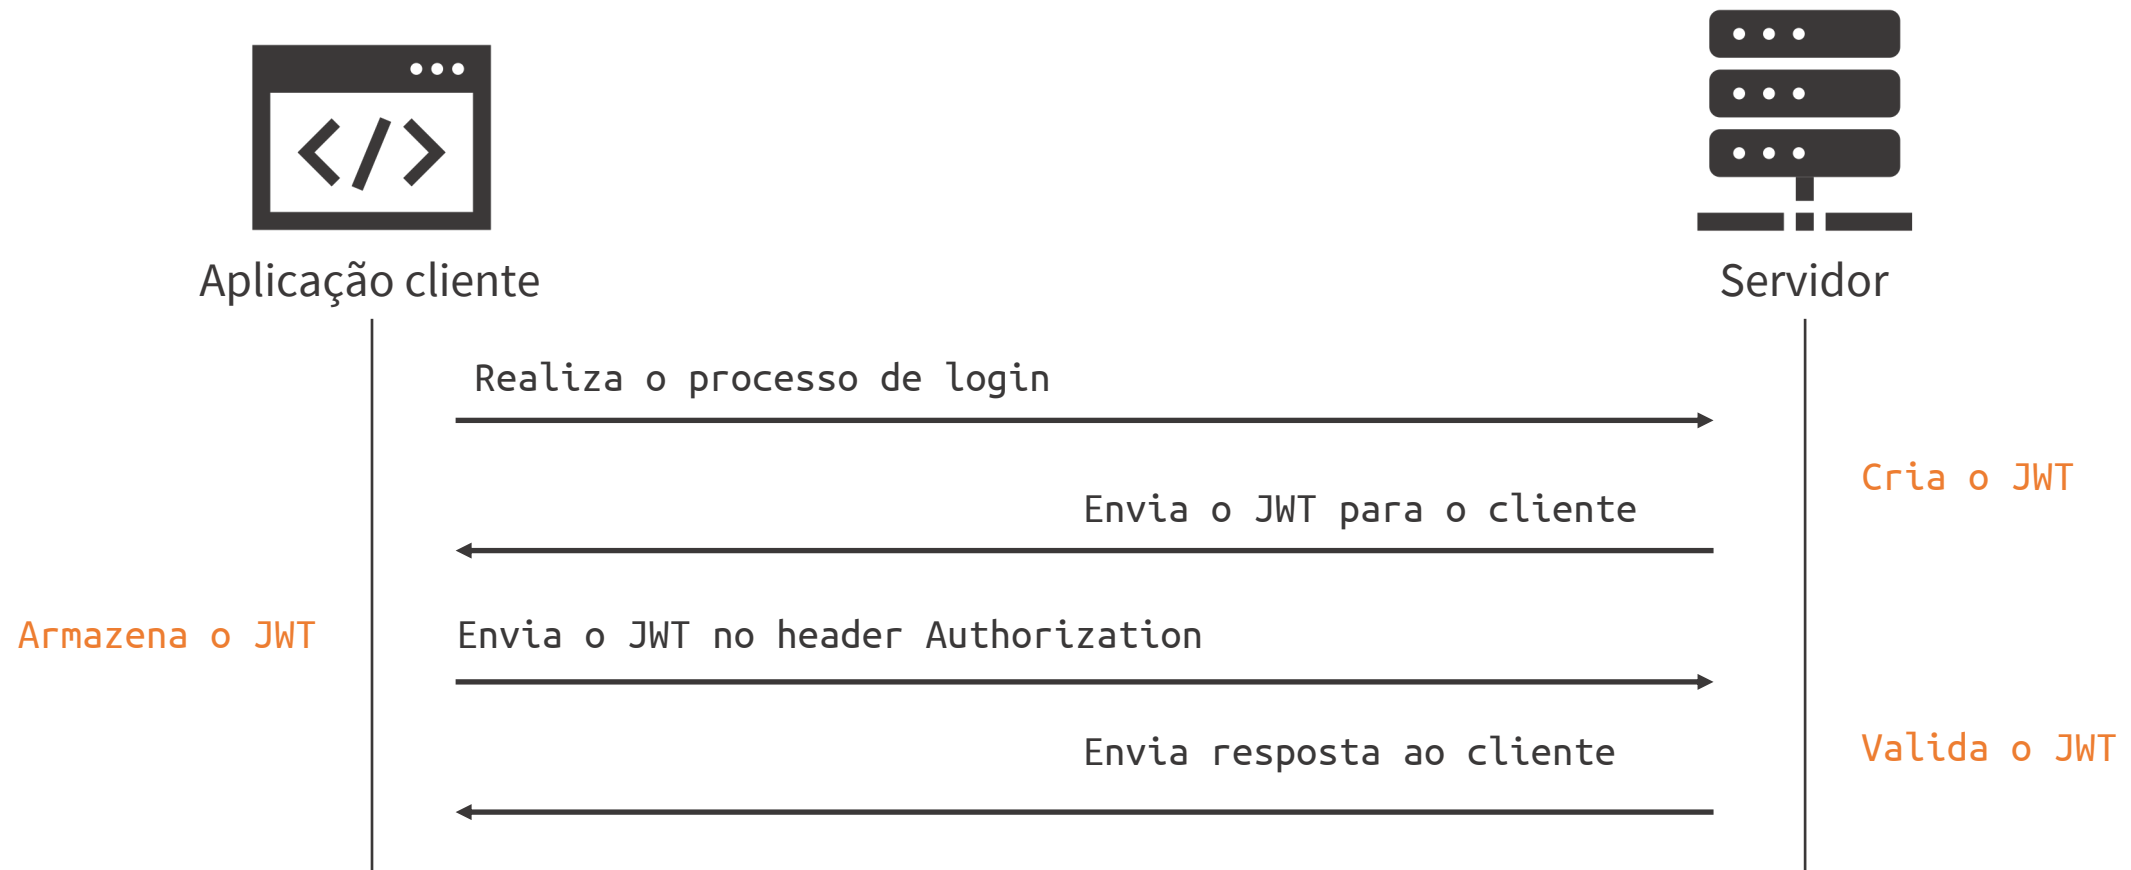 Aplicação cliente
Servidor
Realiza o processo de login
Cria o JWT
Envia o JWT para o cliente
Armazena o JWT
Envia o JWT no header Authorization
Valida o JWT
Envia resposta ao cliente